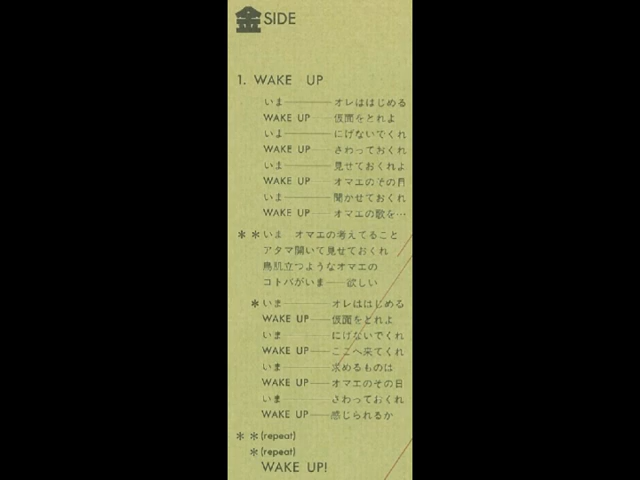 金SIDE
1. WAKE UP
いま———オレははじめる
WAKE UP——仮面をとれよ
いま———にげないでくれ
WAKE UP——さわっておくれ
いま———見せておくれよ
WAKE UP——オマエのその目
いま———聞かせておくれ
WAKE UP——オマエの歌を…
＊＊いま オマエの考えてること
アタマ開いて見せておくれ
鳥肌立つようなオマエの
コトバがいま——欲しい
＊いま———オレははじめる
WAKE UP——仮面をとれよ
いま———にげないでくれ
WAKE UP——ここへ来てくれ
いま———求めるものは
WAKE UP——オマエのその目
いま———さわっておくれ
WAKE UP——感じられるか
＊＊(repeat)
＊(repeat)
WAKE UP!